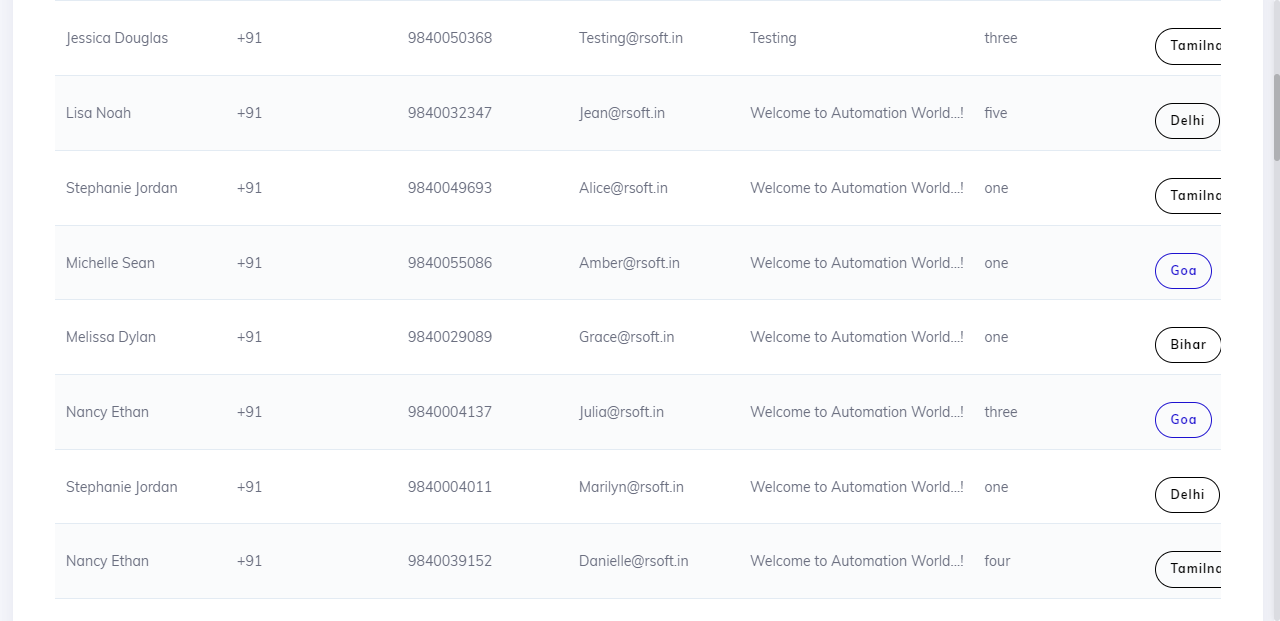 Jessica Douglas +91 9840050368 Testing@rsoft.in Testing three Tamilna
Lisa Noah +91 9840032347 Jean@rsoft.in Welcome to Automation World...! five Delhi
Stephanie Jordan +91 9840049693 Alice@rsoft.in Welcome to Automation World...! one Tamilna
Michelle Sean +91 9840055086 Amber@rsoft.in Welcome to Automation World...! one Goa
Melissa Dylan +91 9840029089 Grace@rsoft.in Welcome to Automation World...! one Bihar
Nancy Ethan +91 9840004137 Julia@rsoft.in Welcome to Automation World...! three Goa
Stephanie Jordan +91 9840004011 Marilyn@rsoft.in Welcome to Automation World...! one Delhi
Nancy Ethan +91 9840039152 Danielle@rsoft.in Welcome to Automation World...! four Tamilna